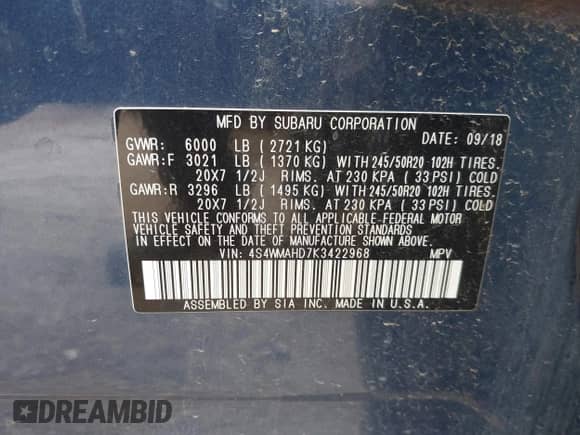 MFD BY SUBARU CORPORATION
GVWR: 6000 LB ( 2721 KG) DATE: 09/18
GAWR:F 3021 LB ( 1370 KG) WITH 245/50R20 102H TIRES,
20X7 1/2J RIMS, AT 230 KPA ( 33 PSI) COLD
GAWR:R 3296 LB ( 1495 KG) WITH 245/50R20 102H TIRES,
20X7 1/2J RIMS, AT 230 KPA ( 33 PSI) COLD
THIS VEHICLE CONFORMS TO ALL APPLICABLE FEDERAL MOTOR
VEHICLE SAFETY AND THEFT PREVENTION STANDARDS
IN EFFECT ON THE DATE OF MANUFACTURE SHOWN ABOVE.
VIN: 4S4WMAHD7K3422968 MPV
ASSEMBLED BY SIA INC. MADE IN U.S.A.
DREAMBID